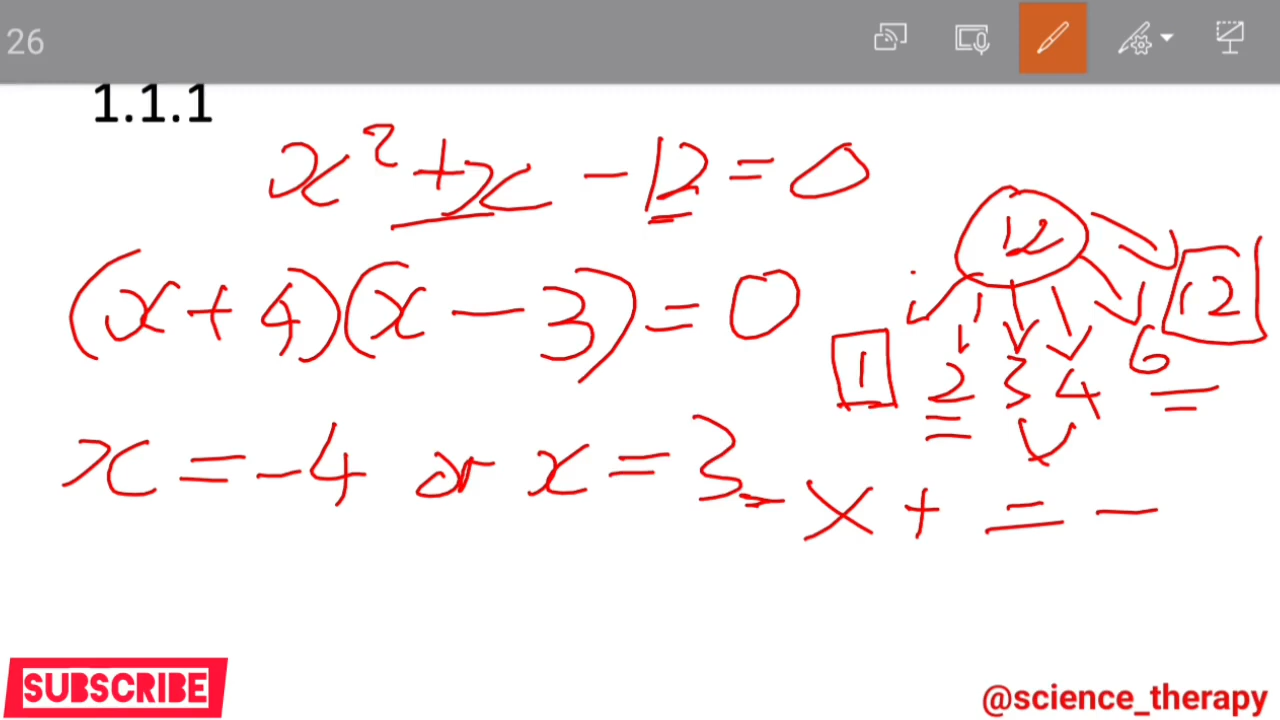 26
1.1.1
x² + x - 12 = 0
12
(x + 4)(x - 3) = 0
1 2 3 4 6 12
x = -4 or x = 3
- x + = -
SUBSCRIBE
@science_therapy